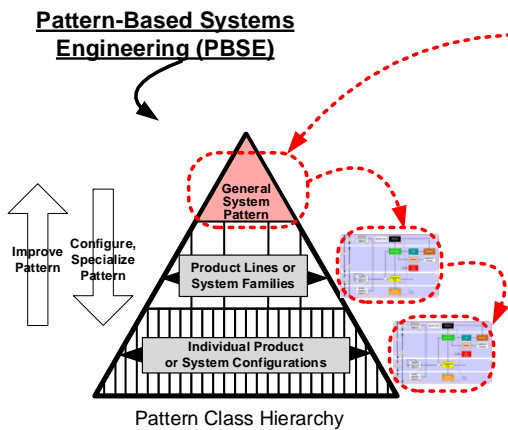 Pattern-Based Systems
Engineering (PBSE)
General
System
Pattern
Improve
Pattern
Configure,
Specialize
Pattern
Product Lines or
System Families
Individual Product
or System Configurations
Pattern Class Hierarchy